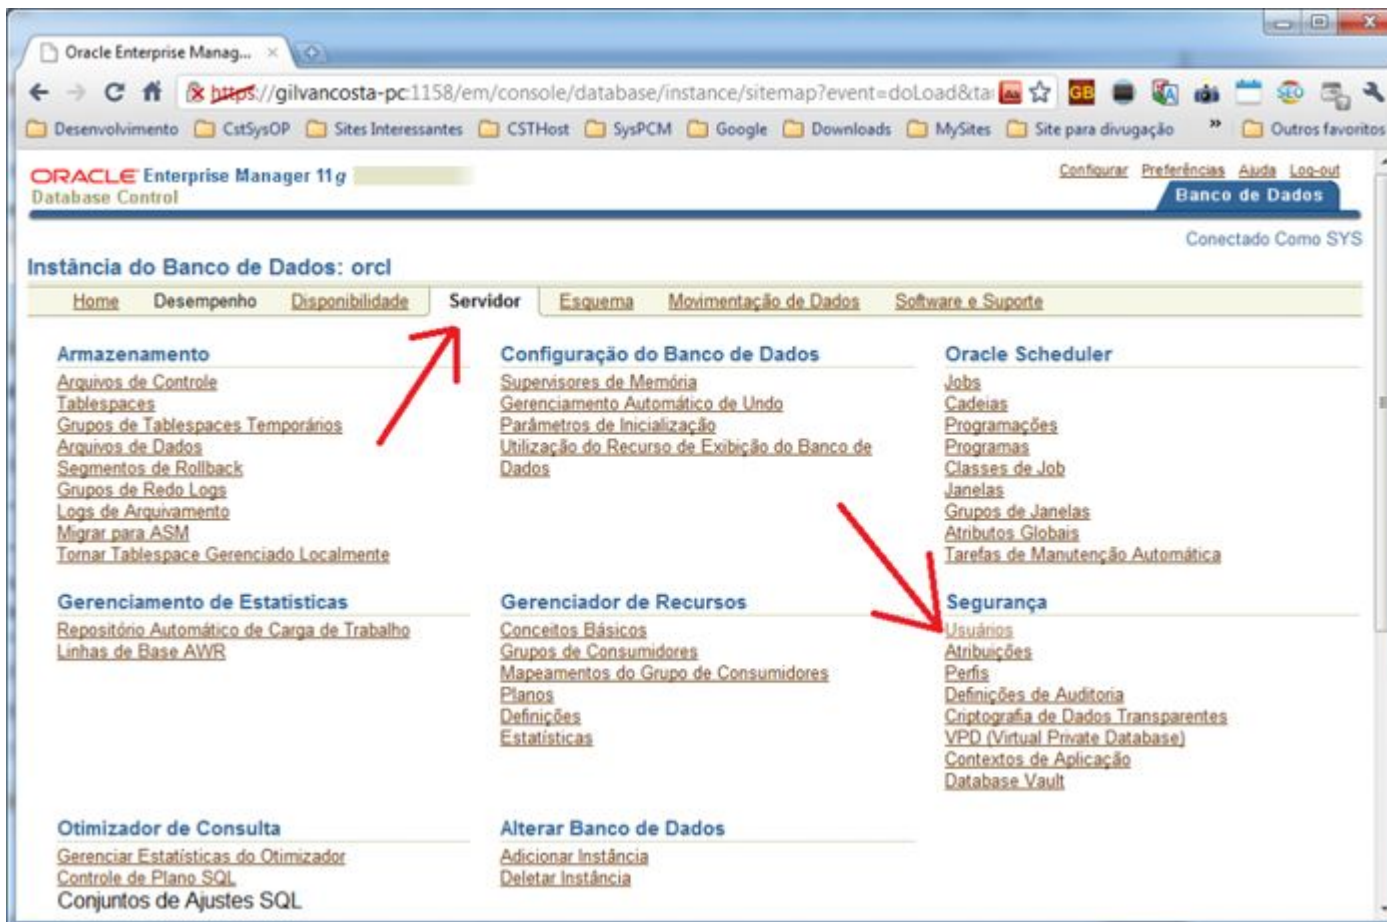 Oracle Enterprise Manag...
https://gilvancosta-pc:1158/em/console/database/instance/sitemap?event=doLoad&ta
Desenvolvimento CstSysOP Sites Interessantes CSTHost SysPCM Google Downloads MySites Site para divugação » Outros favoritos
ORACLE Enterprise Manager 11g
Database Control
Configurar Preferências Ajuda Log-out
Banco de Dados
Conectado Como SYS
Instância do Banco de Dados: orcl
Home Desempenho Disponibilidade Servidor Esquema Movimentação de Dados Software e Suporte
Armazenamento
Arquivos de Controle
Tablespaces
Grupos de Tablespaces Temporários
Arquivos de Dados
Segmentos de Rollback
Grupos de Redo Logs
Logs de Arquivamento
Migrar para ASM
Tornar Tablespace Gerenciado Localmente
Configuração do Banco de Dados
Supervisores de Memória
Gerenciamento Automático de Undo
Parâmetros de Inicialização
Utilização do Recurso de Exibição do Banco de
Dados
Oracle Scheduler
Jobs
Cadeias
Programações
Programas
Classes de Job
Janelas
Grupos de Janelas
Atributos Globais
Tarefas de Manutenção Automática
Gerenciamento de Estatisticas
Repositório Automático de Carga de Trabalho
Linhas de Base AWR
Gerenciador de Recursos
Conceitos Básicos
Grupos de Consumidores
Mapeamentos do Grupo de Consumidores
Planos
Definições
Estatísticas
Segurança
Usuários
Atribuições
Perfis
Definições de Auditoria
Criptografia de Dados Transparentes
VPD (Virtual Private Database)
Contextos de Aplicação
Database Vault
Otimizador de Consulta
Gerenciar Estatísticas do Otimizador
Controle de Plano SQL
Conjuntos de Ajustes SQL
Alterar Banco de Dados
Adicionar Instância
Deletar Instância